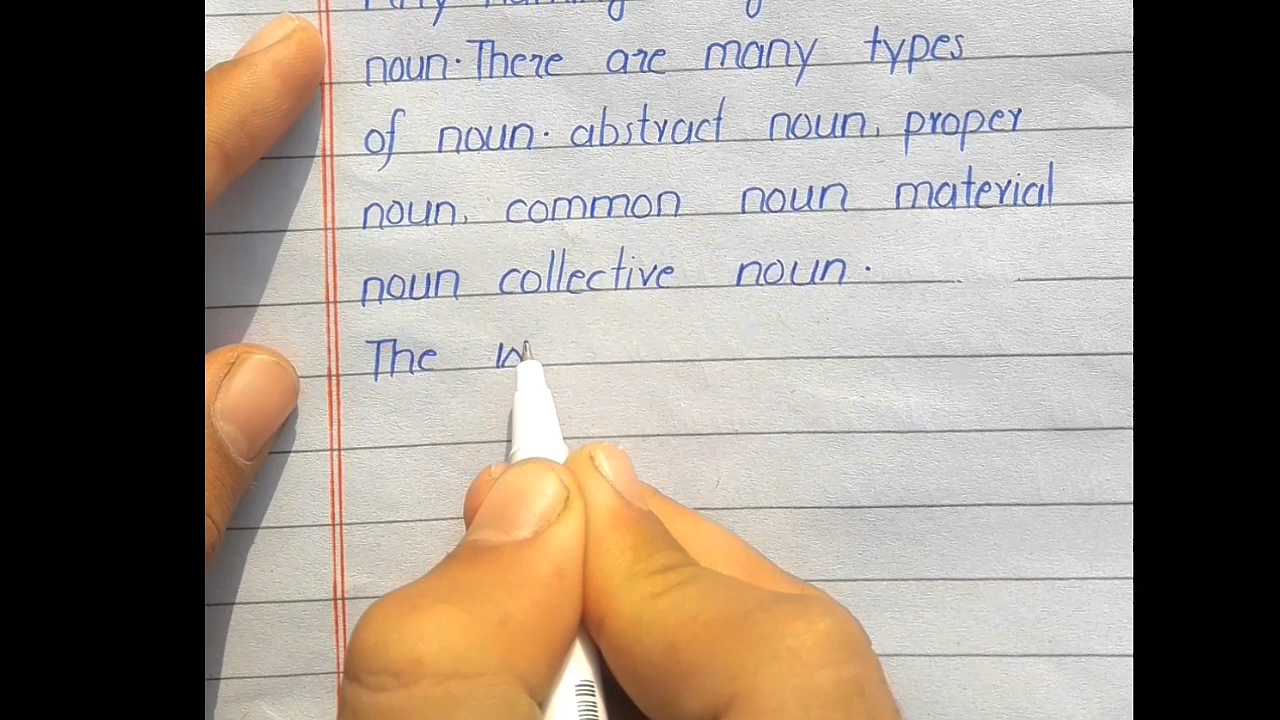 noun. There are many types
of noun. abstract noun, proper
noun, common noun material
noun collective noun.
The